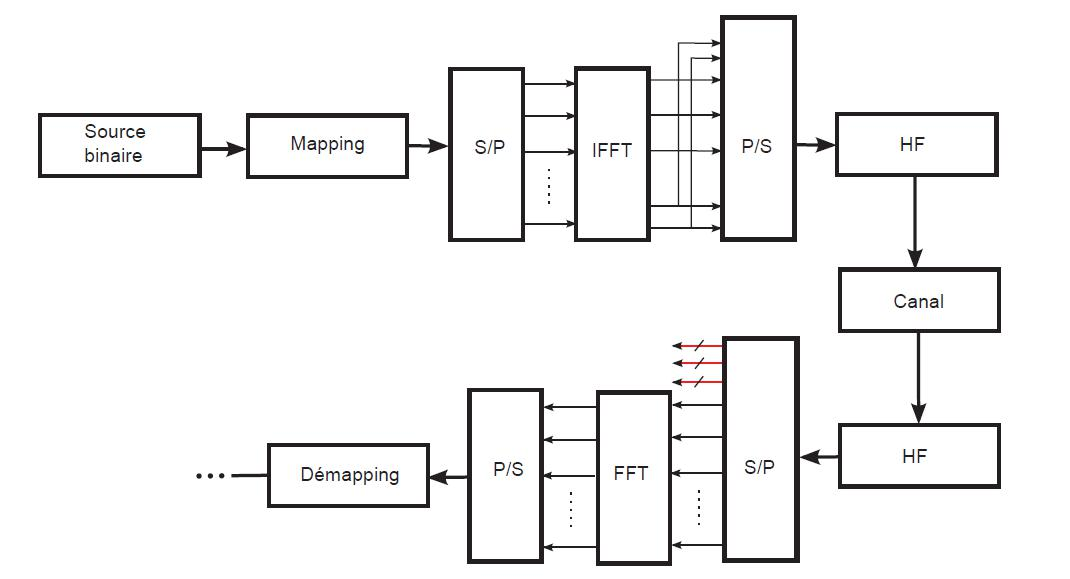 Source
binaire
Mapping
S/P
IFFT
P/S
HF
Canal
HF
S/P
FFT
P/S
Démapping